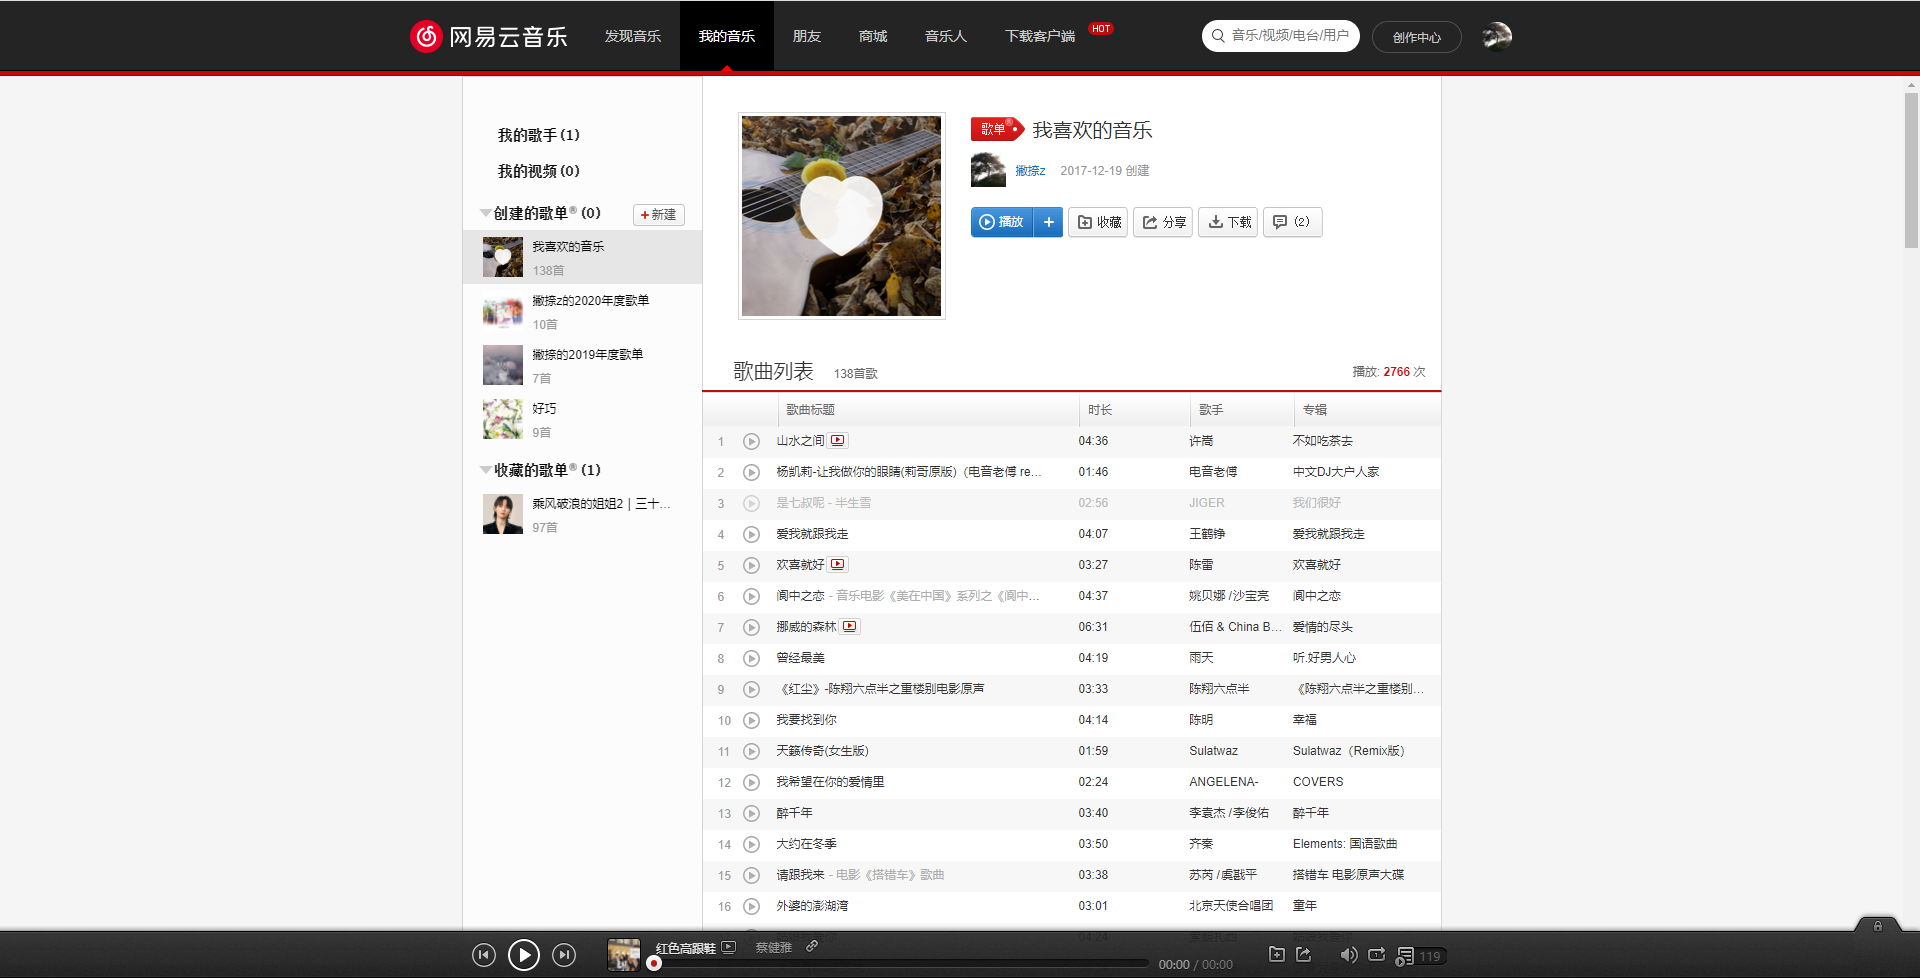 网易云音乐 发现音乐 我的音乐 朋友 商城 音乐人 下载客户端 HOT 音乐/视频/电台/用户 创作中心
我的歌手(1)
我的视频(0)
创建的歌单®(0) +新建
我喜欢的音乐
138首
撇捺z的2020年度歌单
10首
撇捺的2019年度歌单
7首
好巧
9首
收藏的歌单®(1)
乘风破浪的姐姐2｜三十...
97首
歌单® 我喜欢的音乐
撇捺z 2017-12-19 创建
播放 + 收藏 分享 下载 (2)
歌曲列表 138首歌 播放: 2766 次
歌曲标题 时长 歌手 专辑
1 山水之间 04:36 许嵩 不如吃茶去
2 杨凯莉-让我做你的眼睛(莉哥原版)（电音老傅 re... 01:46 电音老傅 中文DJ大户人家
3 是七叔呢 - 半生雪 02:56 JIGER 我们很好
4 爱我就跟我走 04:07 王鹤铮 爱我就跟我走
5 欢喜就好 03:27 陈雷 欢喜就好
6 阆中之恋 - 音乐电影《美在中国》系列之《阆中... 04:37 姚贝娜 /沙宝亮 阆中之恋
7 挪威的森林 06:31 伍佰 & China B... 爱情的尽头
8 曾经最美 04:19 雨天 听.好男人心
9 《红尘》-陈翔六点半之重楼别电影原声 03:33 陈翔六点半 《陈翔六点半之重楼别...
10 我要找到你 04:14 陈明 幸福
11 天籁传奇(女生版) 01:59 Sulatwaz Sulatwaz（Remix版）
12 我希望在你的爱情里 02:24 ANGELENA- COVERS
13 醉千年 03:40 李袁杰 /李俊佑 醉千年
14 大约在冬季 03:50 齐秦 Elements: 国语歌曲
15 请跟我来 - 电影《搭错车》歌曲 03:38 苏芮 /虞戡平 搭错车 电影原声大碟
16 外婆的澎湖湾 03:01 北京天使合唱团 童年
红色高跟鞋 蔡健雅 00:00 / 00:00 119